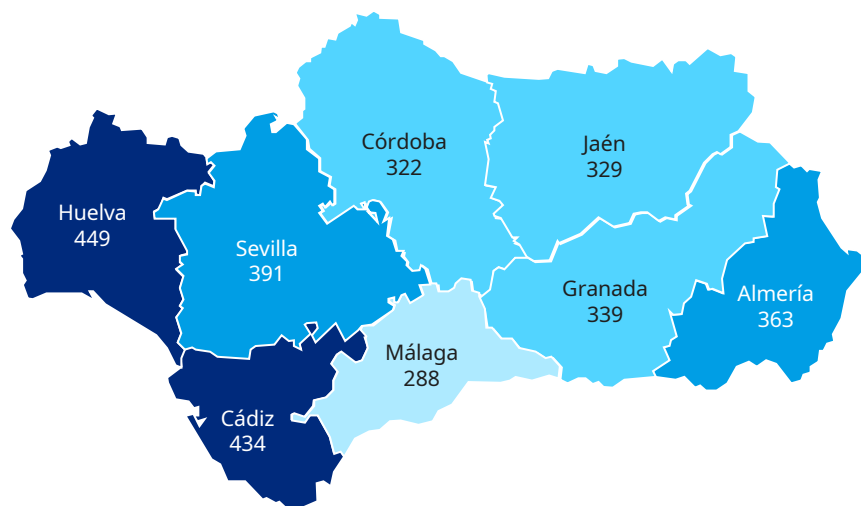 Córdoba
322
Jaén
329
Huelva
449
Sevilla
391
Granada
339
Almería
363
Málaga
288
Cádiz
434